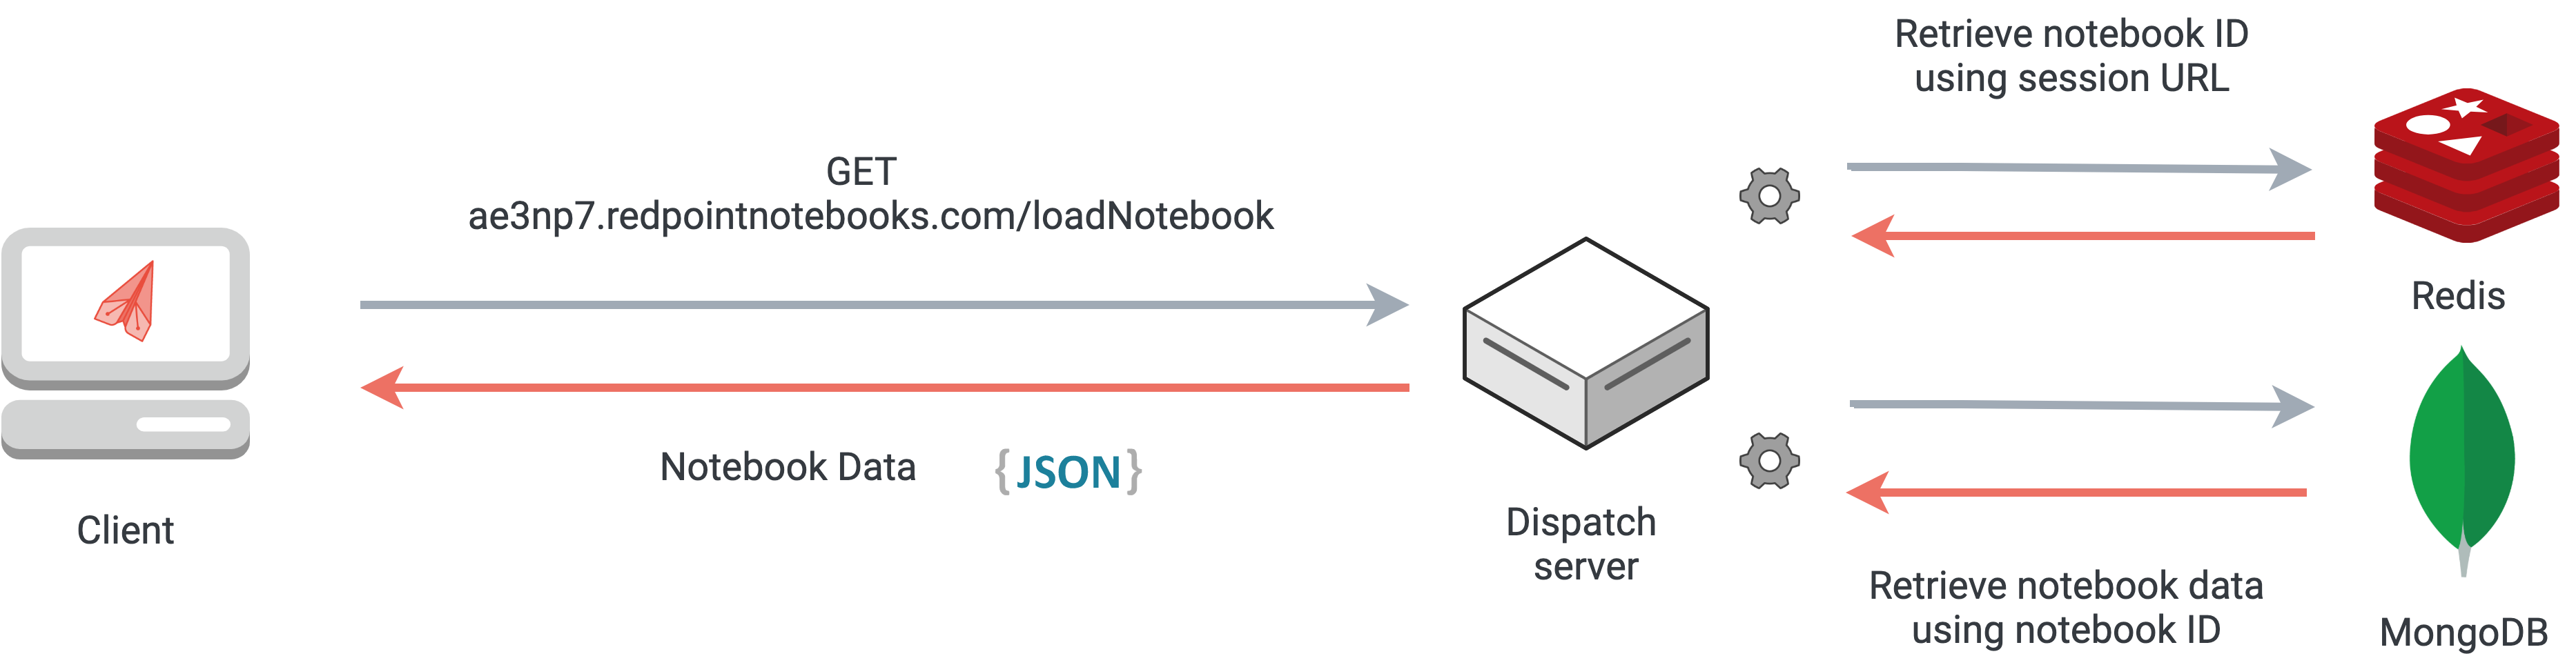 Retrieve notebook ID
using session URL
GET
ae3np7.redpointnotebooks.com/loadNotebook
Redis
Notebook Data
{JSON}
Client
Dispatch
server
Retrieve notebook data
using notebook ID
MongoDB